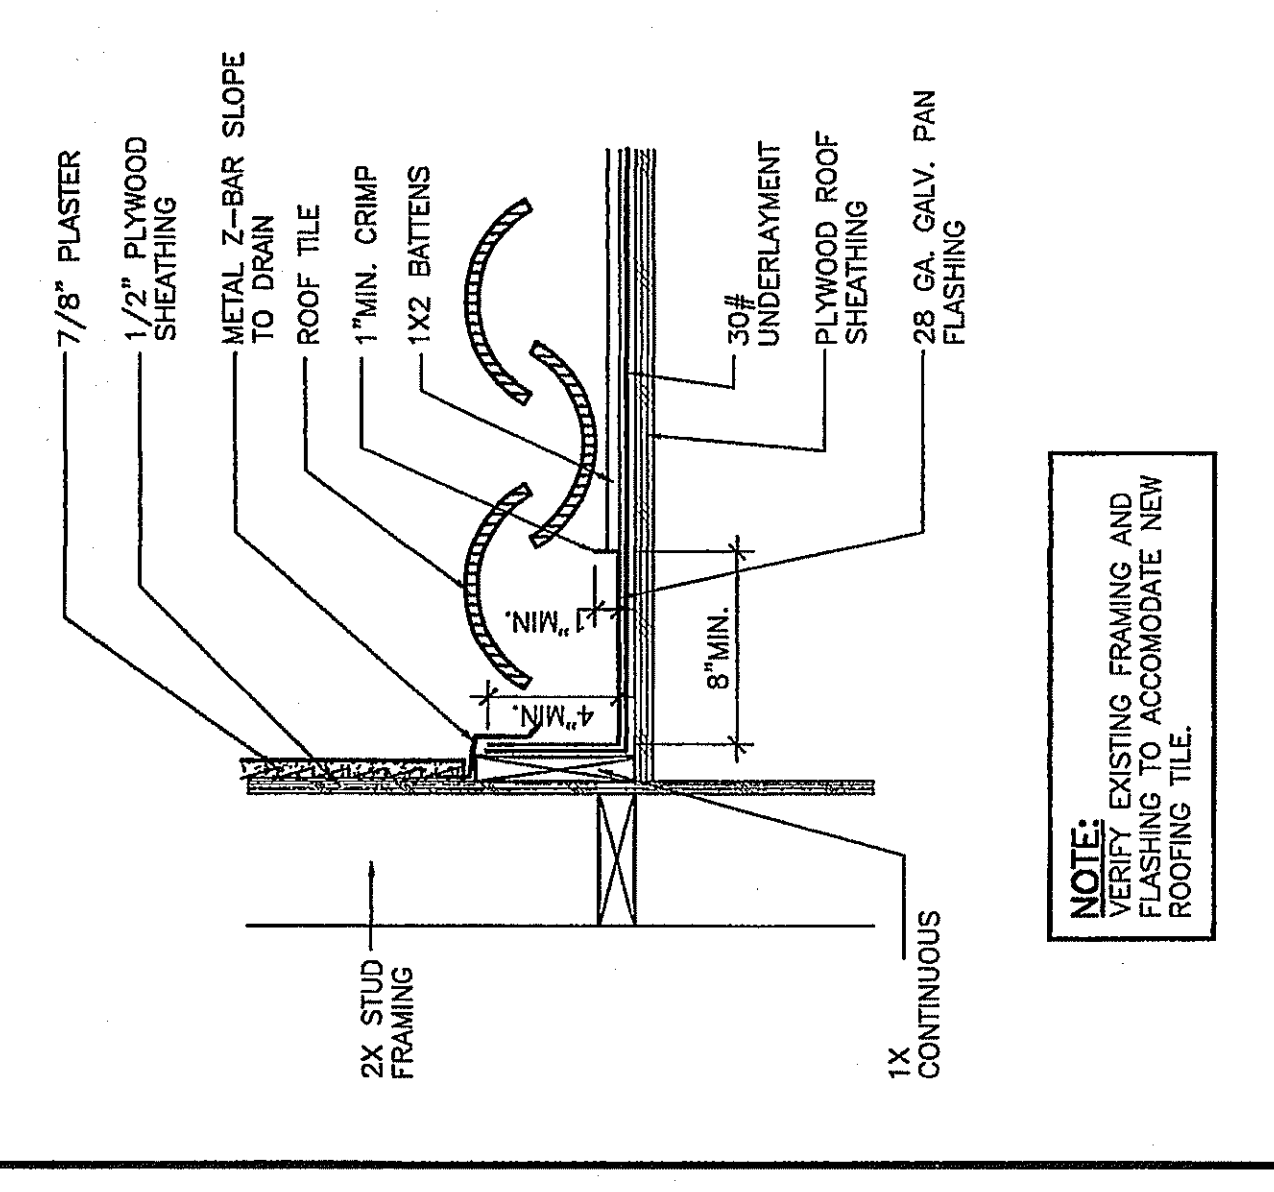 7/8" PLASTER
1/2" PLYWOOD
SHEATHING
METAL Z-BAR SLOPE
TO DRAIN
ROOF TILE
1"MIN. CRIMP
1X2 BATTENS
30#
UNDERLAYMENT
PLYWOOD ROOF
SHEATHING
28 GA. GALV. PAN
FLASHING
1"MIN.
4"MIN.
8"MIN.
2X STUD
FRAMING
1X
CONTINUOUS
NOTE:
VERIFY EXISTING FRAMING AND
FLASHING TO ACCOMODATE NEW
ROOFING TILE.